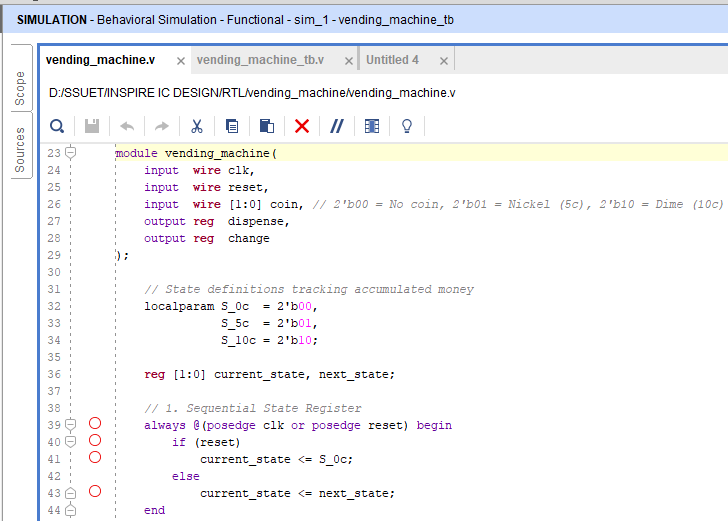 SIMULATION - Behavioral Simulation - Functional - sim_1 - vending_machine_tb
Scope
Sources
vending_machine.v × vending_machine_tb.v × Untitled 4 ×
D:/SSUET/INSPIRE IC DESIGN/RTL/vending_machine/vending_machine.v
23 module vending_machine(
24     input  wire clk,
25     input  wire reset,
26     input  wire [1:0] coin, // 2'b00 = No coin, 2'b01 = Nickel (5c), 2'b10 = Dime (10c)
27     output reg  dispense,
28     output reg  change
29 );
30
31     // State definitions tracking accumulated money
32     localparam S_0c  = 2'b00,
33                S_5c  = 2'b01,
34                S_10c = 2'b10;
35
36     reg [1:0] current_state, next_state;
37
38     // 1. Sequential State Register
39     always @(posedge clk or posedge reset) begin
40         if (reset)
41             current_state <= S_0c;
42         else
43             current_state <= next_state;
44     end